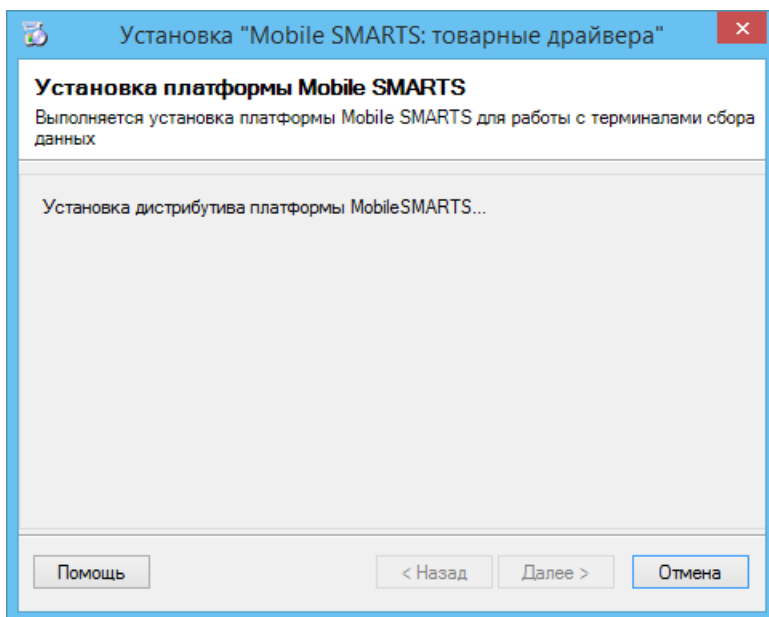 Установка "Mobile SMARTS: товарные драйвера"
Установка платформы Mobile SMARTS
Выполняется установка платформы Mobile SMARTS для работы с терминалами сбора
данных
Установка дистрибутива платформы MobileSMARTS...
Помощь
< Назад
Далее >
Отмена